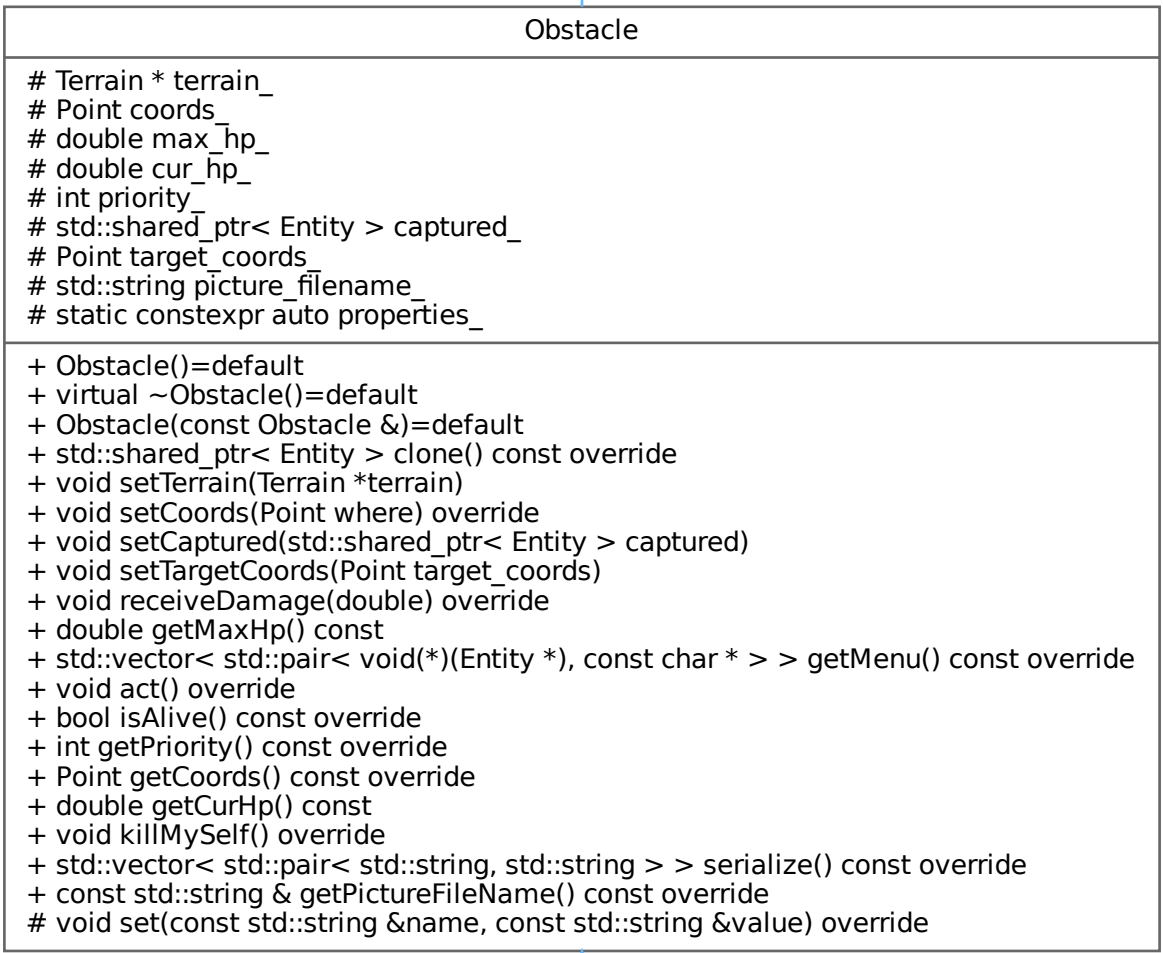 Obstacle
# Terrain * terrain_
# Point coords_
# double max_hp_
# double cur_hp_
# int priority_
# std::shared_ptr< Entity > captured_
# Point target_coords_
# std::string picture_filename_
# static constexpr auto properties_
+ Obstacle()=default
+ virtual ~Obstacle()=default
+ Obstacle(const Obstacle &)=default
+ std::shared_ptr< Entity > clone() const override
+ void setTerrain(Terrain *terrain)
+ void setCoords(Point where) override
+ void setCaptured(std::shared_ptr< Entity > captured)
+ void setTargetCoords(Point target_coords)
+ void receiveDamage(double) override
+ double getMaxHp() const
+ std::vector< std::pair< void(*)(Entity *), const char * > > getMenu() const override
+ void act() override
+ bool isAlive() const override
+ int getPriority() const override
+ Point getCoords() const override
+ double getCurHp() const
+ void killMySelf() override
+ std::vector< std::pair< std::string, std::string > > serialize() const override
+ const std::string & getPictureFileName() const override
# void set(const std::string &name, const std::string &value) override